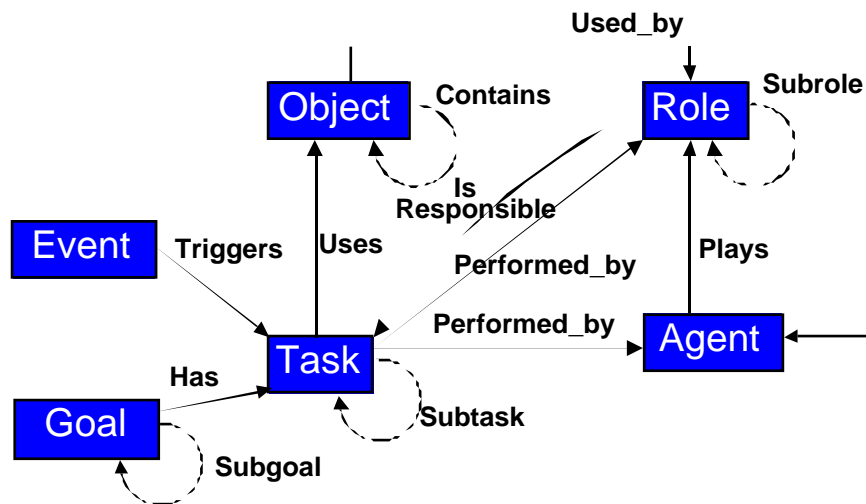 Used_by
Object
Contains
Role
Subrole
Is
Responsible
Event
Triggers
Uses
Performed_by
Plays
Performed_by
Task
Agent
Has
Goal
Subtask
Subgoal